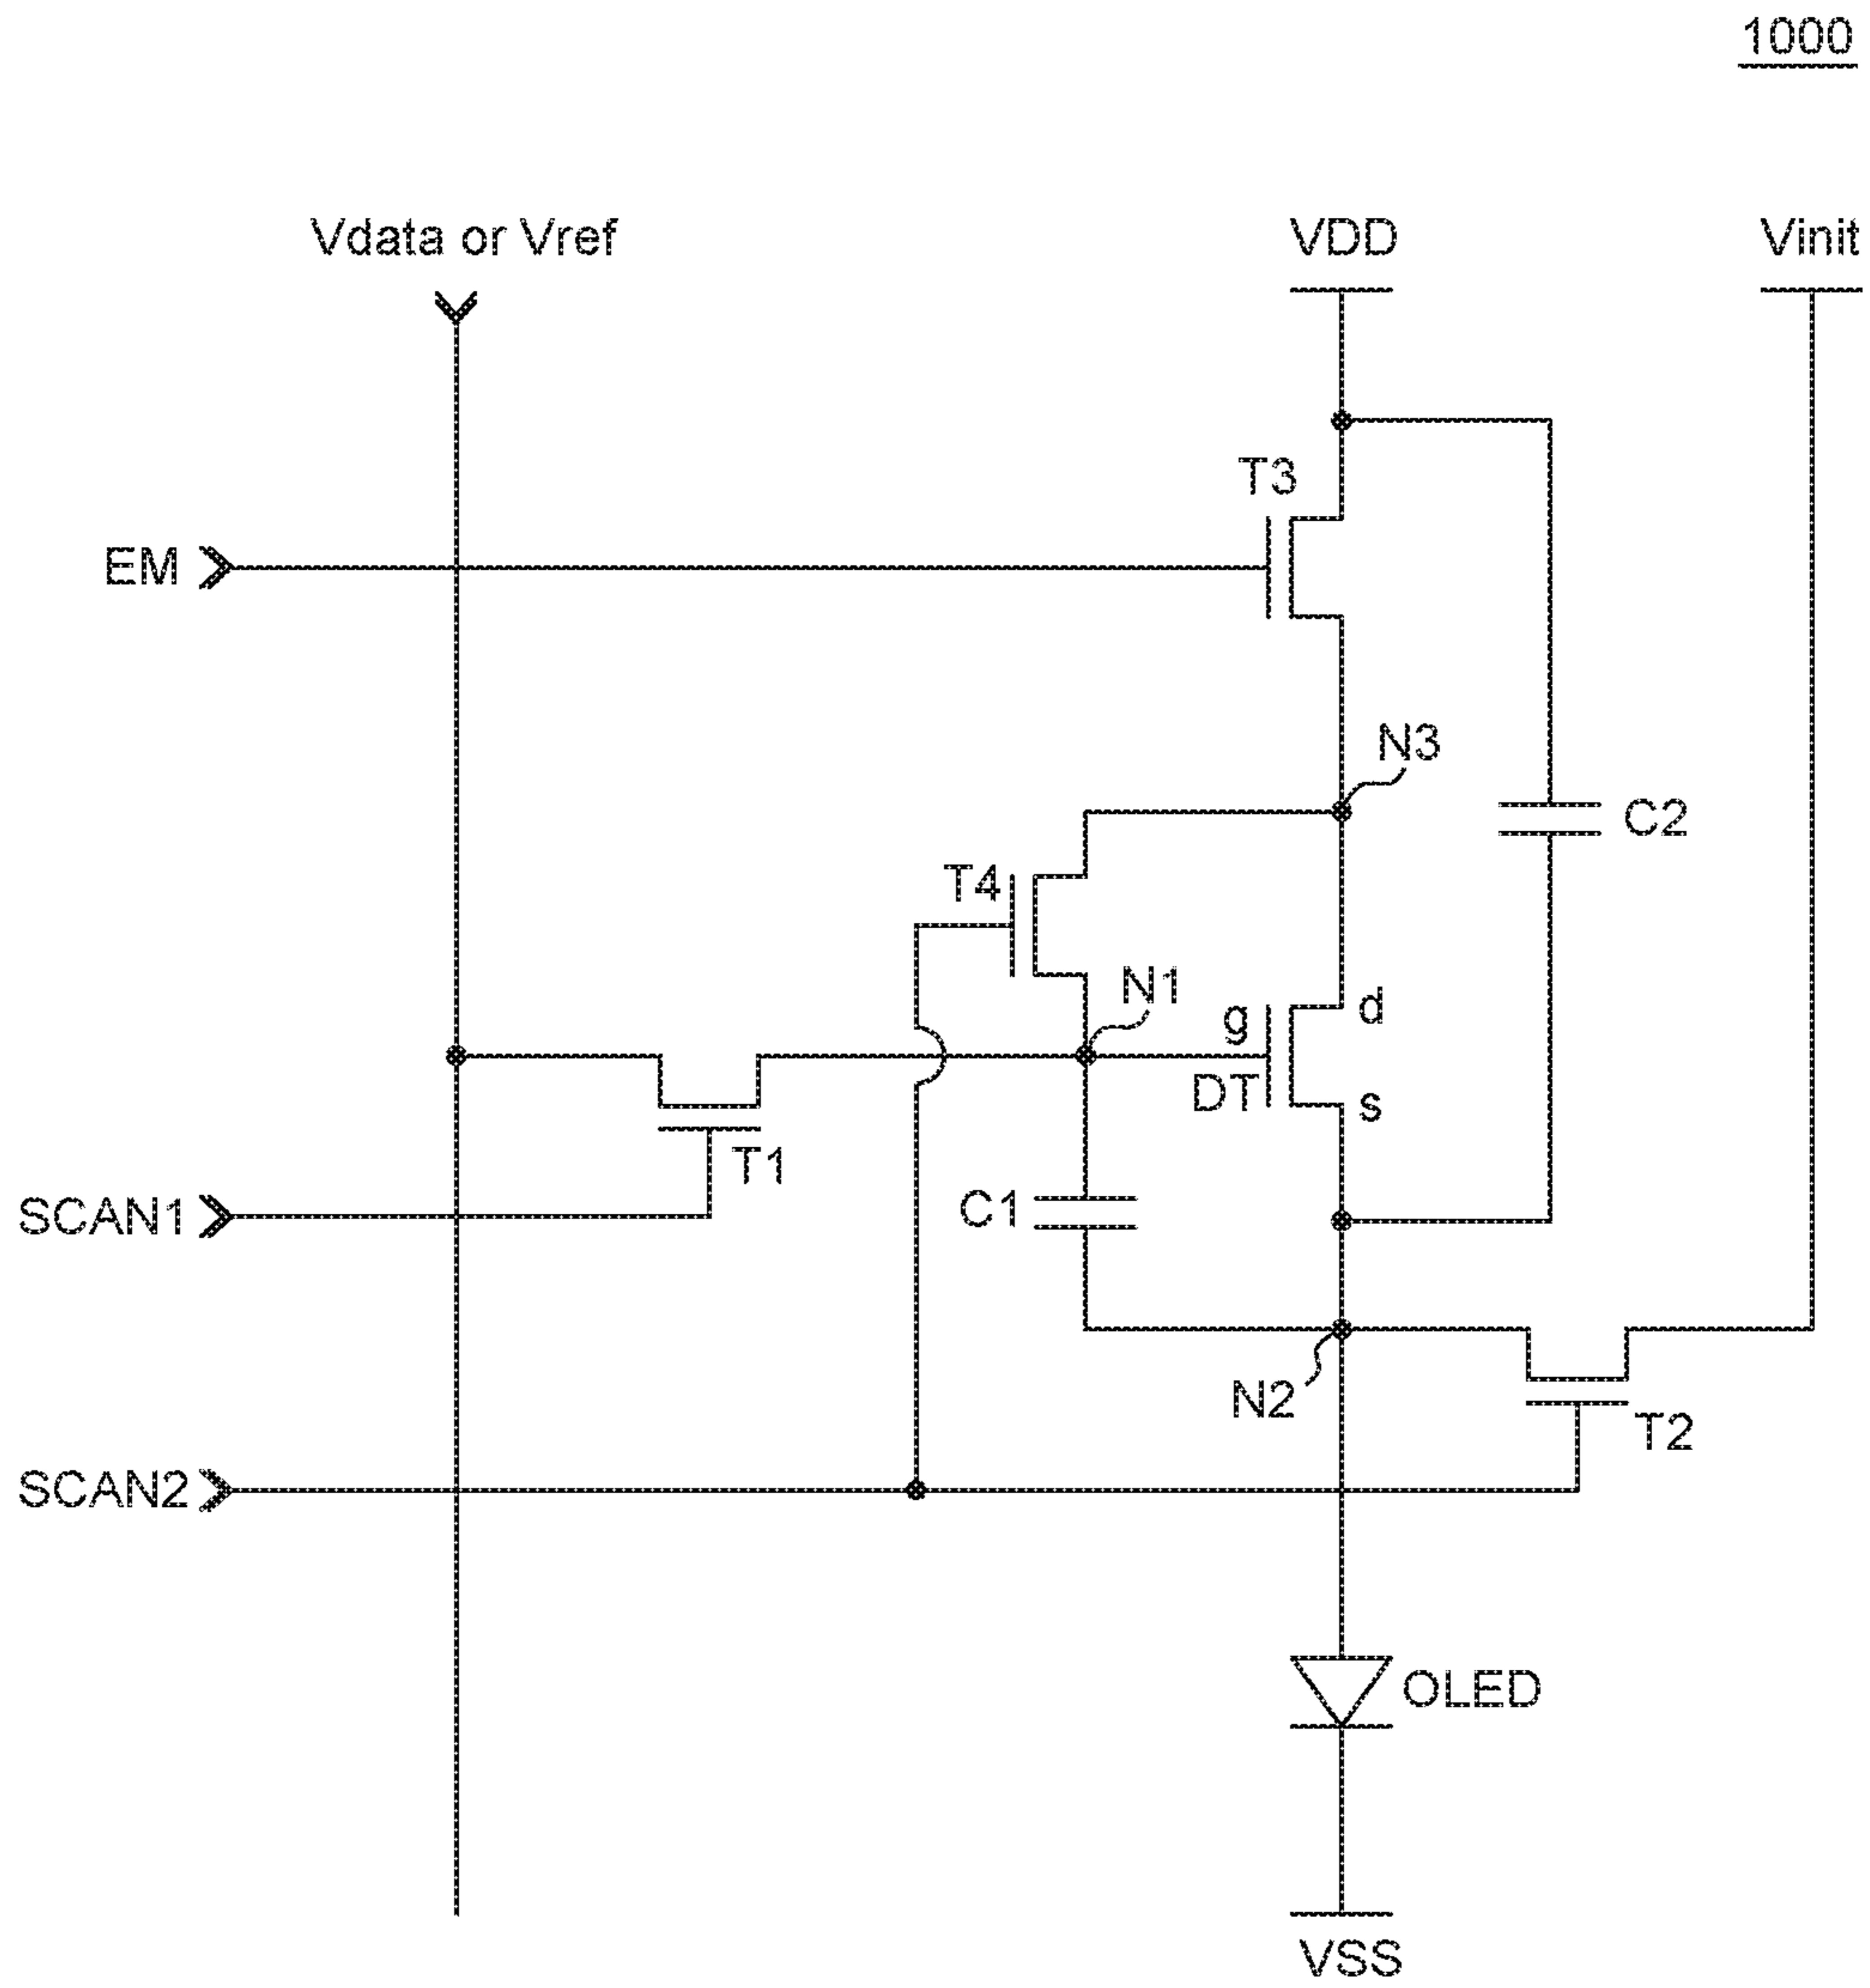 1000
Vdata or Vref
VDD
Vinit
T3
EM
N3
C2
T4
N1
g
d
DT
s
T1
C1
SCAN1
N2
T2
SCAN2
OLED
VSS